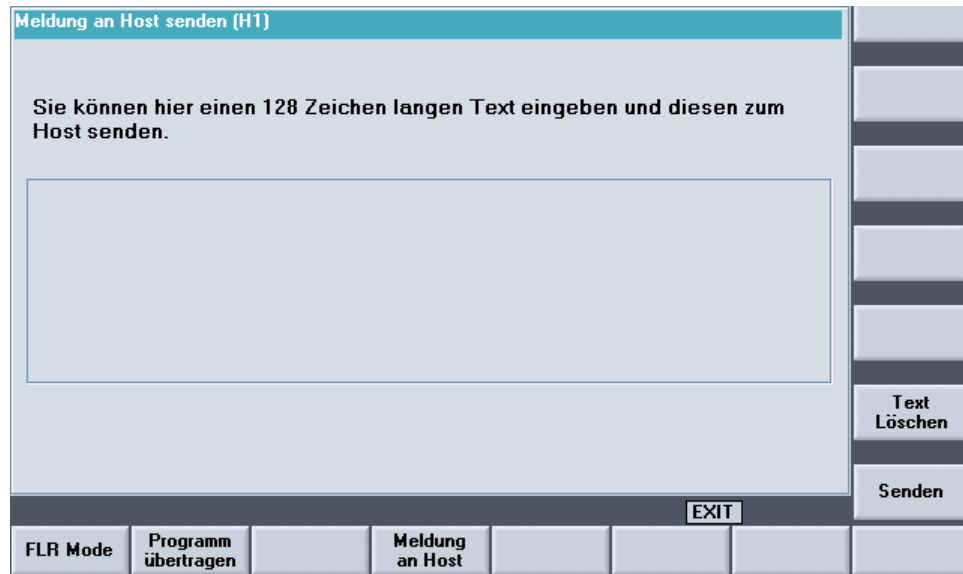 Meldung an Host senden (H1)
Sie können hier einen 128 Zeichen langen Text eingeben und diesen zum
Host senden.
Text
Löschen
Senden
EXIT
FLR Mode
Programm
übertragen
Meldung
an Host